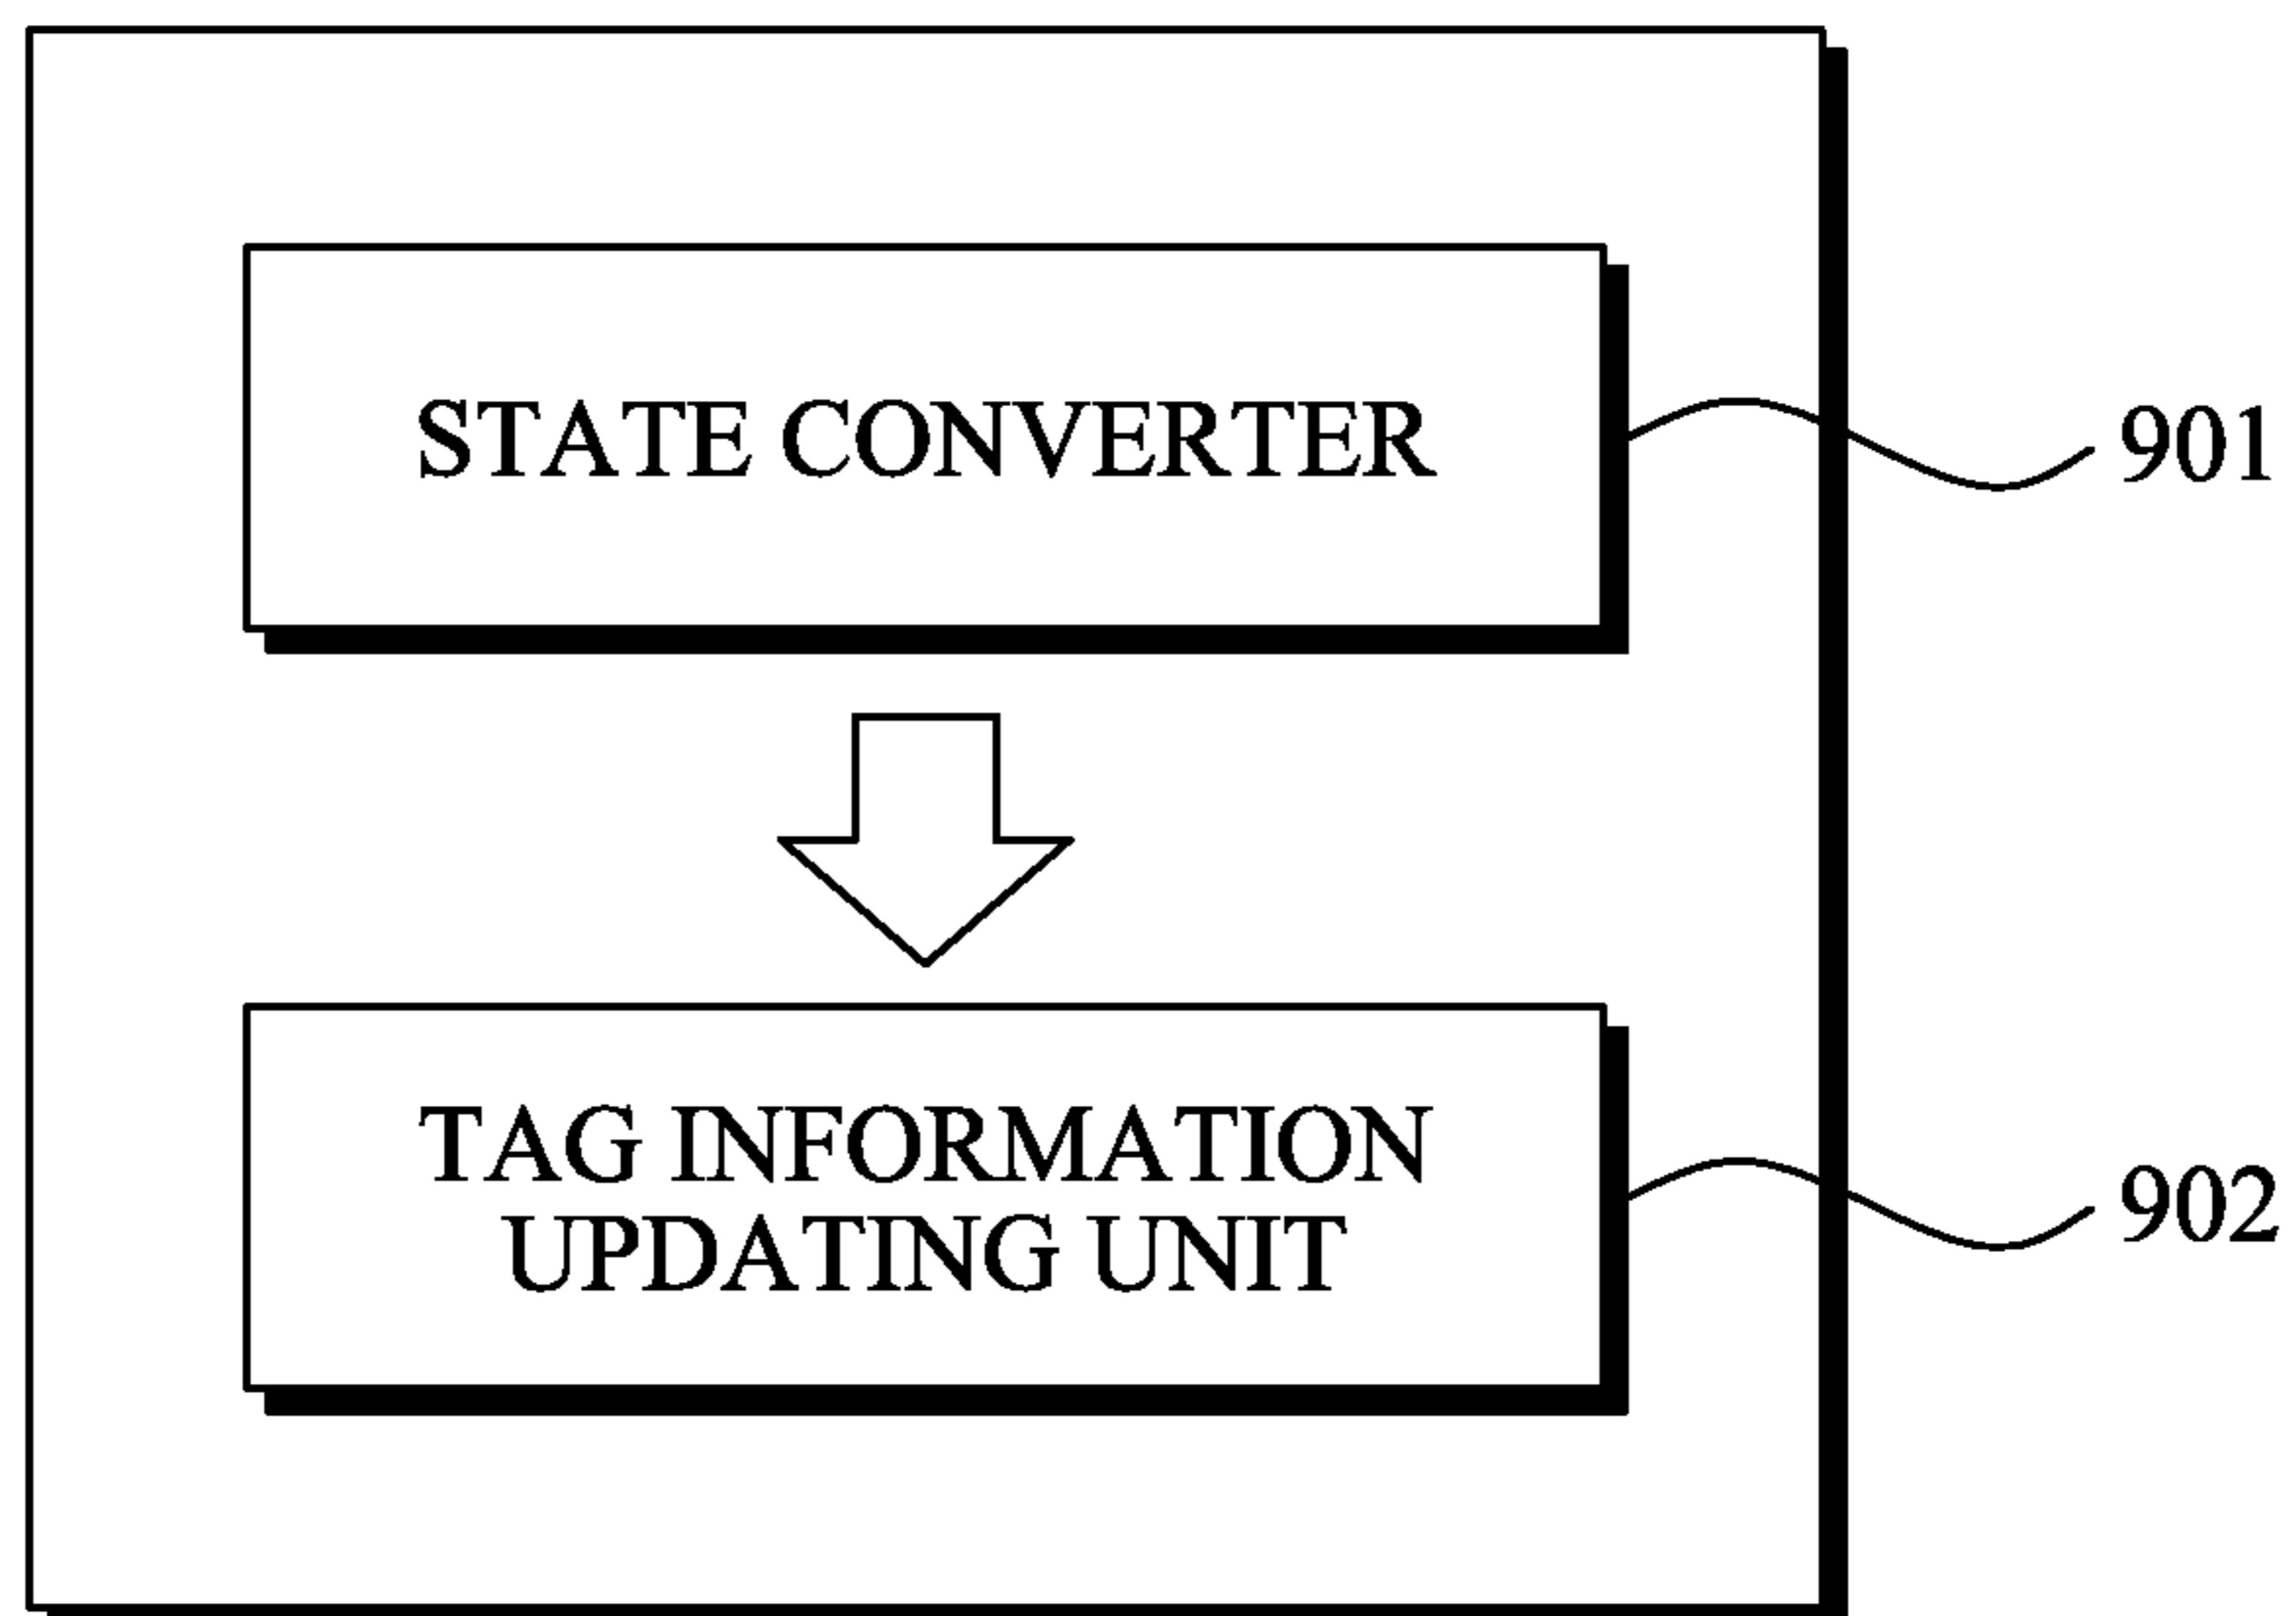 STATE CONVERTER
901
TAG INFORMATION
UPDATING UNIT
902